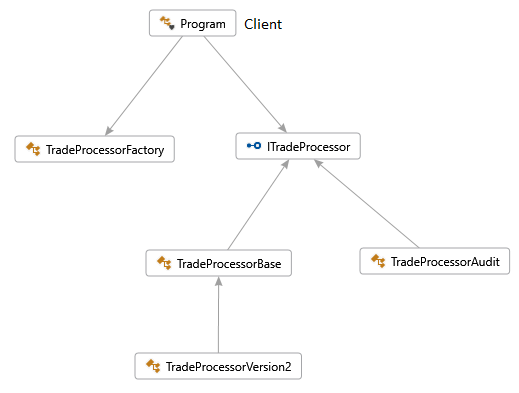 Program
Client
TradeProcessorFactory
ITradeProcessor
TradeProcessorBase
TradeProcessorAudit
TradeProcessorVersion2